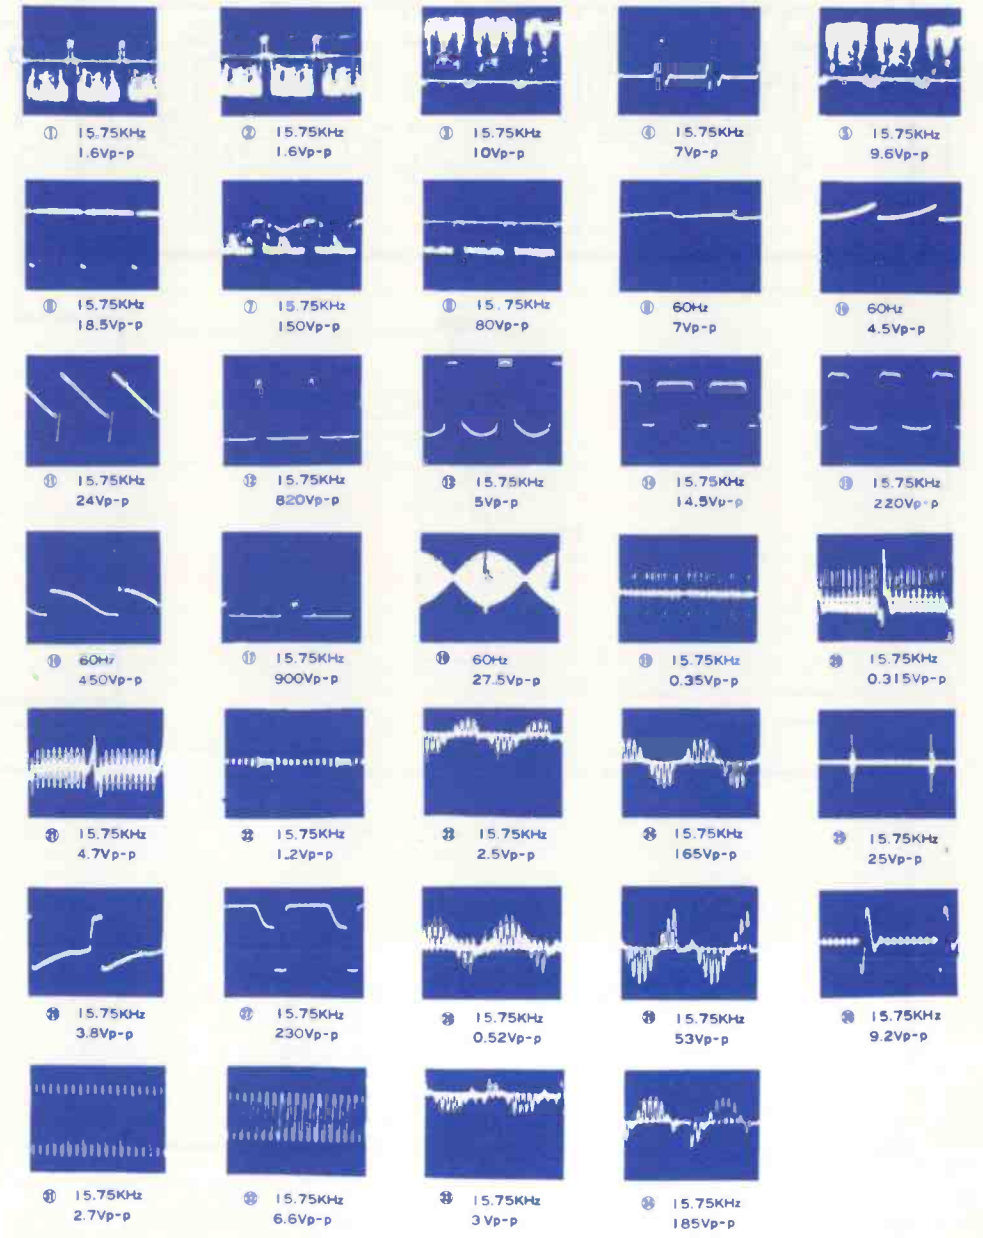 ① 15.75KHz
1.6Vp-p
② 15.75KHz
1.6Vp-p
③ 15.75KHz
10Vp-p
④ 15.75KHz
7Vp-p
⑤ 15.75KHz
9.6Vp-p
15.75KHz
18.5Vp-p
⑦ 15.75KHz
150Vp-p
15.75KHz
80Vp-p
60Hz
7Vp-p
⑩ 60Hz
4.5Vp-p
⑪ 15.75KHz
24Vp-p
⑫ 15.75KHz
820Vp-p
⑬ 15.75KHz
5Vp-p
⑭ 15.75KHz
14.5Vp-p
⑮ 15.75KHz
220Vp-p
⑯ 60Hz
450Vp-p
⑰ 15.75KHz
900Vp-p
⑱ 60Hz
27.5Vp-p
⑲ 15.75KHz
0.35Vp-p
⑳ 15.75KHz
0.315Vp-p
㉑ 15.75KHz
4.7Vp-p
㉒ 15.75KHz
1.2Vp-p
㉓ 15.75KHz
2.5Vp-p
㉔ 15.75KHz
165Vp-p
㉕ 15.75KHz
25Vp-p
㉖ 15.75KHz
3.8Vp-p
㉗ 15.75KHz
230Vp-p
㉘ 15.75KHz
0.52Vp-p
㉙ 15.75KHz
53Vp-p
㉚ 15.75KHz
9.2Vp-p
㉛ 15.75KHz
2.7Vp-p
㉜ 15.75KHz
6.6Vp-p
㉝ 15.75KHz
3Vp-p
㉞ 15.75KHz
185Vp-p